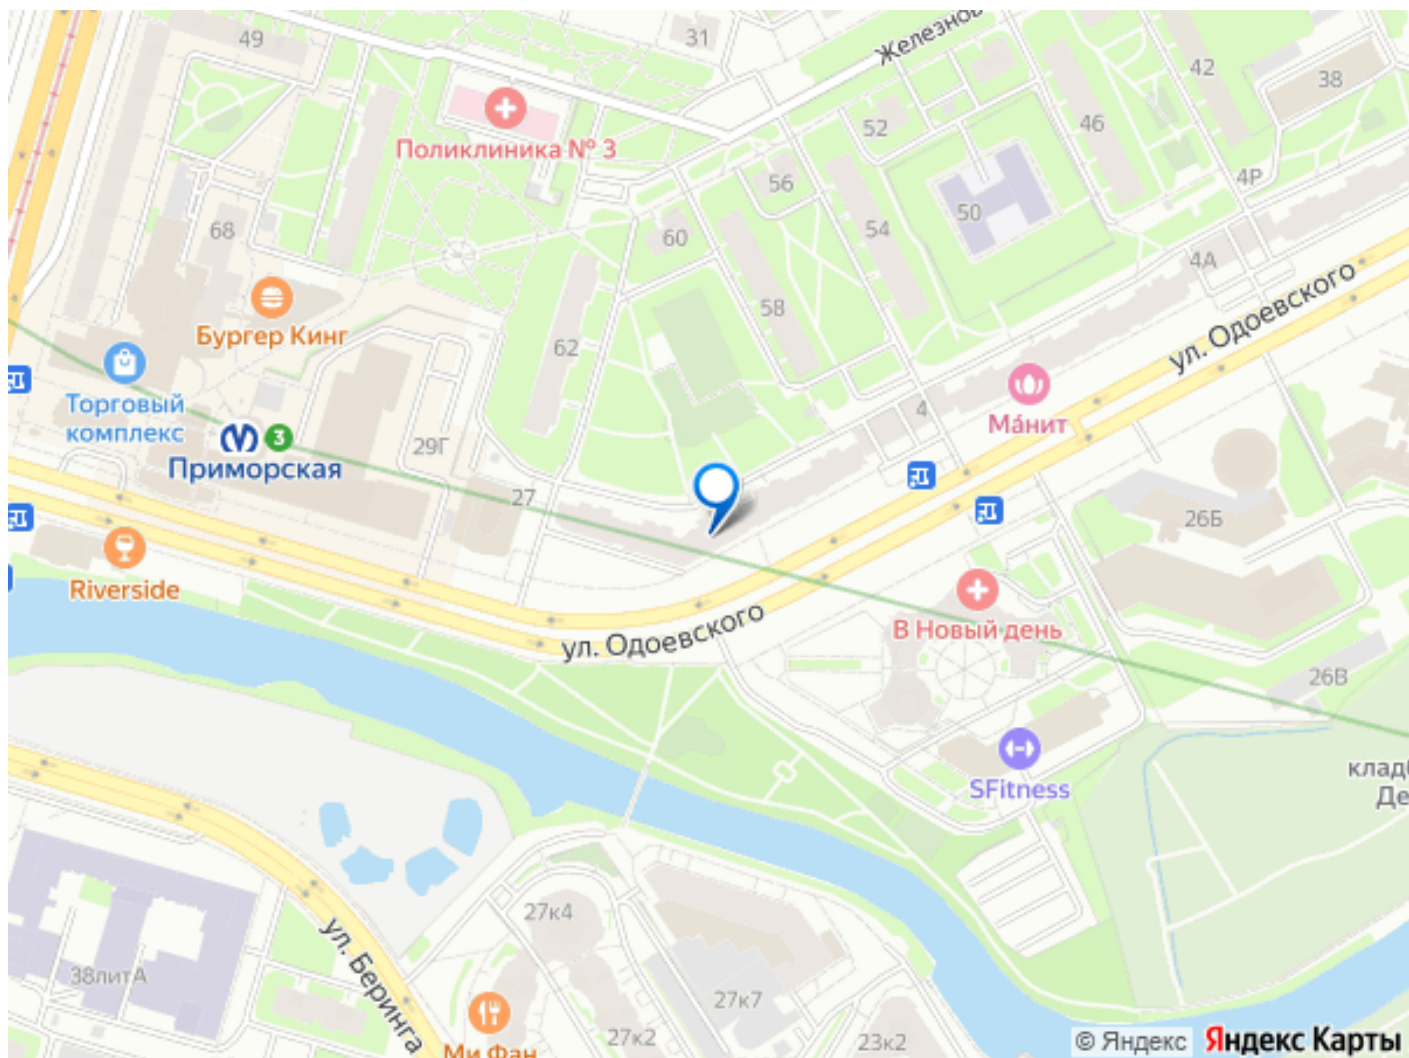 49
31
Железнов
42
38
Поликлиника № 3
52
46
56
4Р
68
60
54
50
4А
Бургер Кинг
58
62
ул. Одоевского
Торговый
комплекс
3
Приморская
29Г
4
Мáнит
27
26Б
Riverside
ул. Одоевского
В Новый день
26В
SFitness
клад
Де
27к4
38литА
ул. Беринга
27к7
27к2
23к2
Ми Фан
© Яндекс
Яндекс Карты